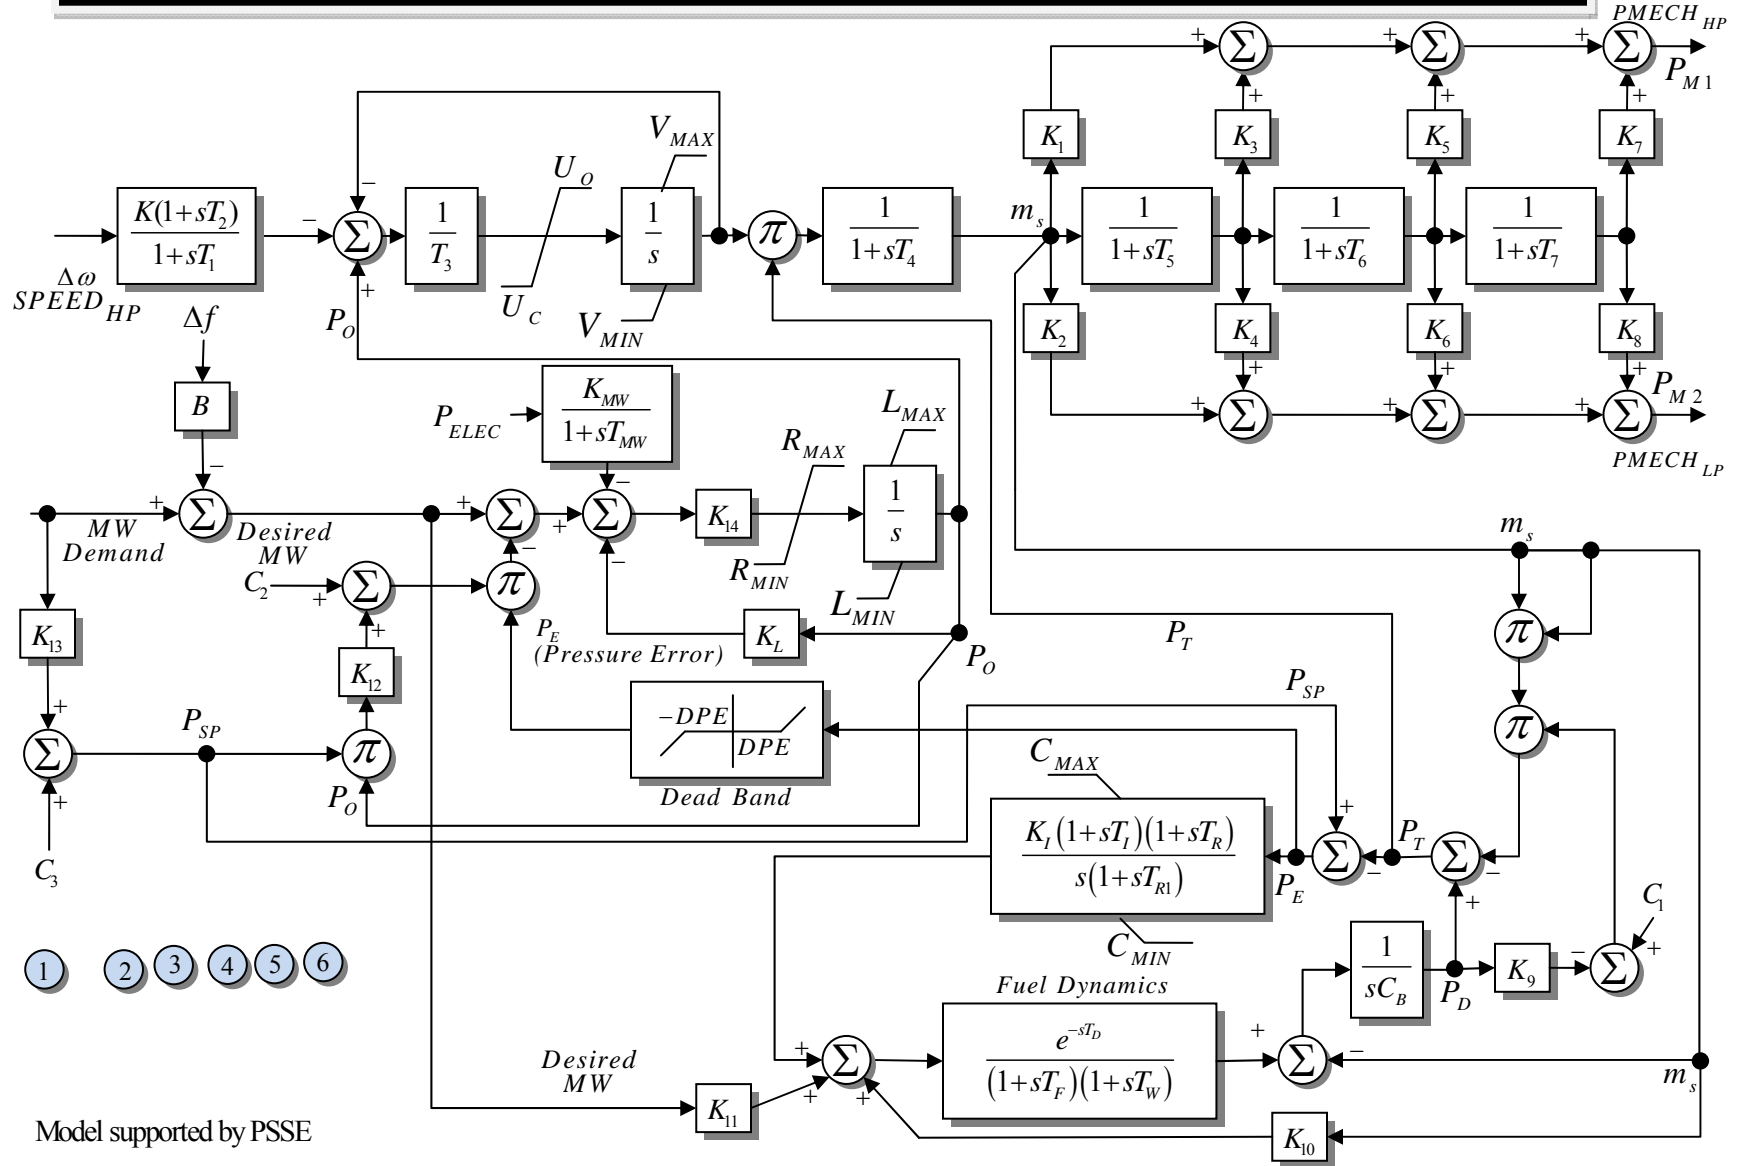 PMECH_HP
P_M1
Σ Σ Σ
+ + +
+ + +
K_1 K_3 K_5 K_7
V_MAX
U_O
K(1+sT_2)
1+sT_1
−
−
Σ
+
1
T_3
1
s
π
1
1+sT_4
m_s
1
1+sT_5
1
1+sT_6
1
1+sT_7
Δω
SPEED_HP
U_C
V_MIN
Δf
P_O
K_2 K_4 K_6 K_8
+ + +
+ + +
Σ Σ Σ
P_M2
PMECH_LP
B
−
P_ELEC
K_MW
1+sT_MW
L_MAX
R_MAX
+
Σ
MW
Demand
Desired
MW
+
Σ
−
+
Σ
−
−
K_14
1
s
R_MIN
L_MIN
m_s
C_2
+
Σ
+
π
K_13
K_12
P_E
(Pressure Error)
K_L
P_O
P_T
π
+
Σ
+
P_SP
π
P_O
−DPE
DPE
Dead Band
P_SP
π
C_3
C_MAX
K_I(1+sT_I)(1+sT_R)
s(1+sT_R1)
C_MIN
P_E
+
Σ
−
P_T
Σ
−
+
C_1
1
sC_B
P_D
K_9
−
Σ
+
1 2 3 4 5 6
Fuel Dynamics
e^−sT_D
(1+sT_F)(1+sT_W)
+
Σ
+
+
+
Σ
−
m_s
Desired
MW
K_11
K_10
Model supported by PSSE